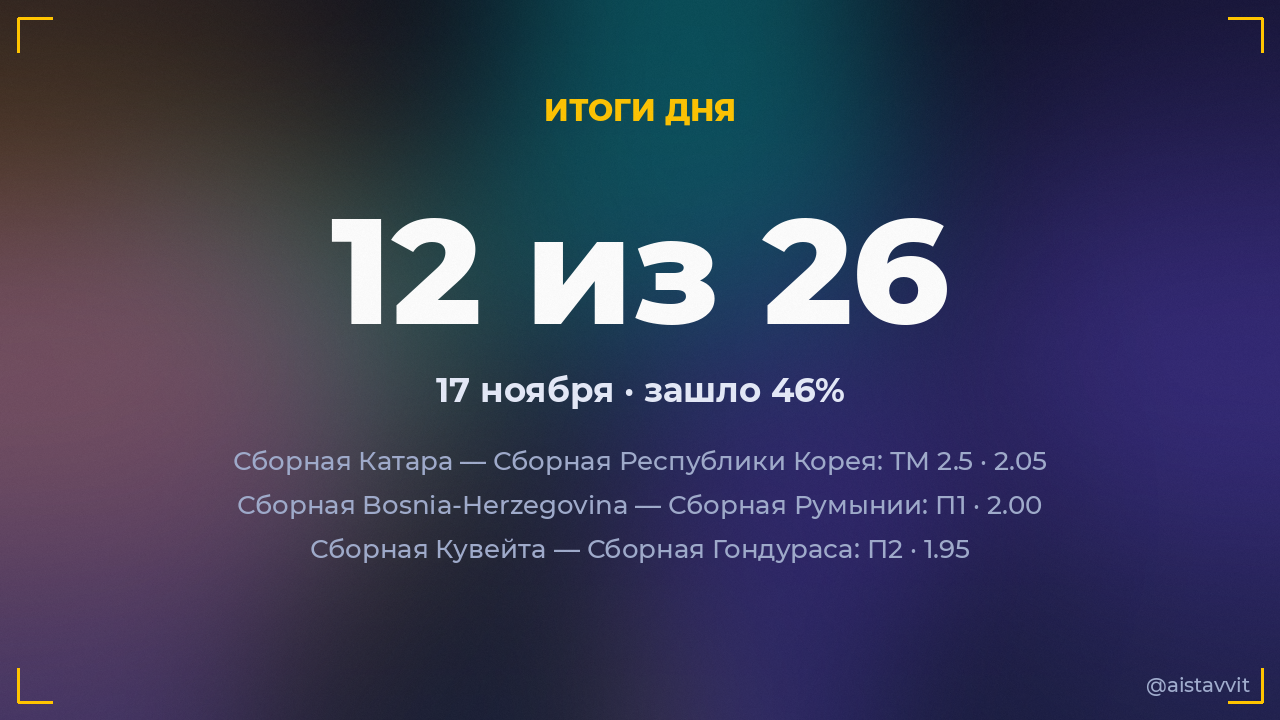 ИТОГИ ДНЯ
12 из 26
17 ноября · зашло 46%
Сборная Катара — Сборная Республики Корея: ТМ 2.5 · 2.05
Сборная Bosnia-Herzegovina — Сборная Румынии: П1 · 2.00
Сборная Кувейта — Сборная Гондураса: П2 · 1.95
@aistavvit